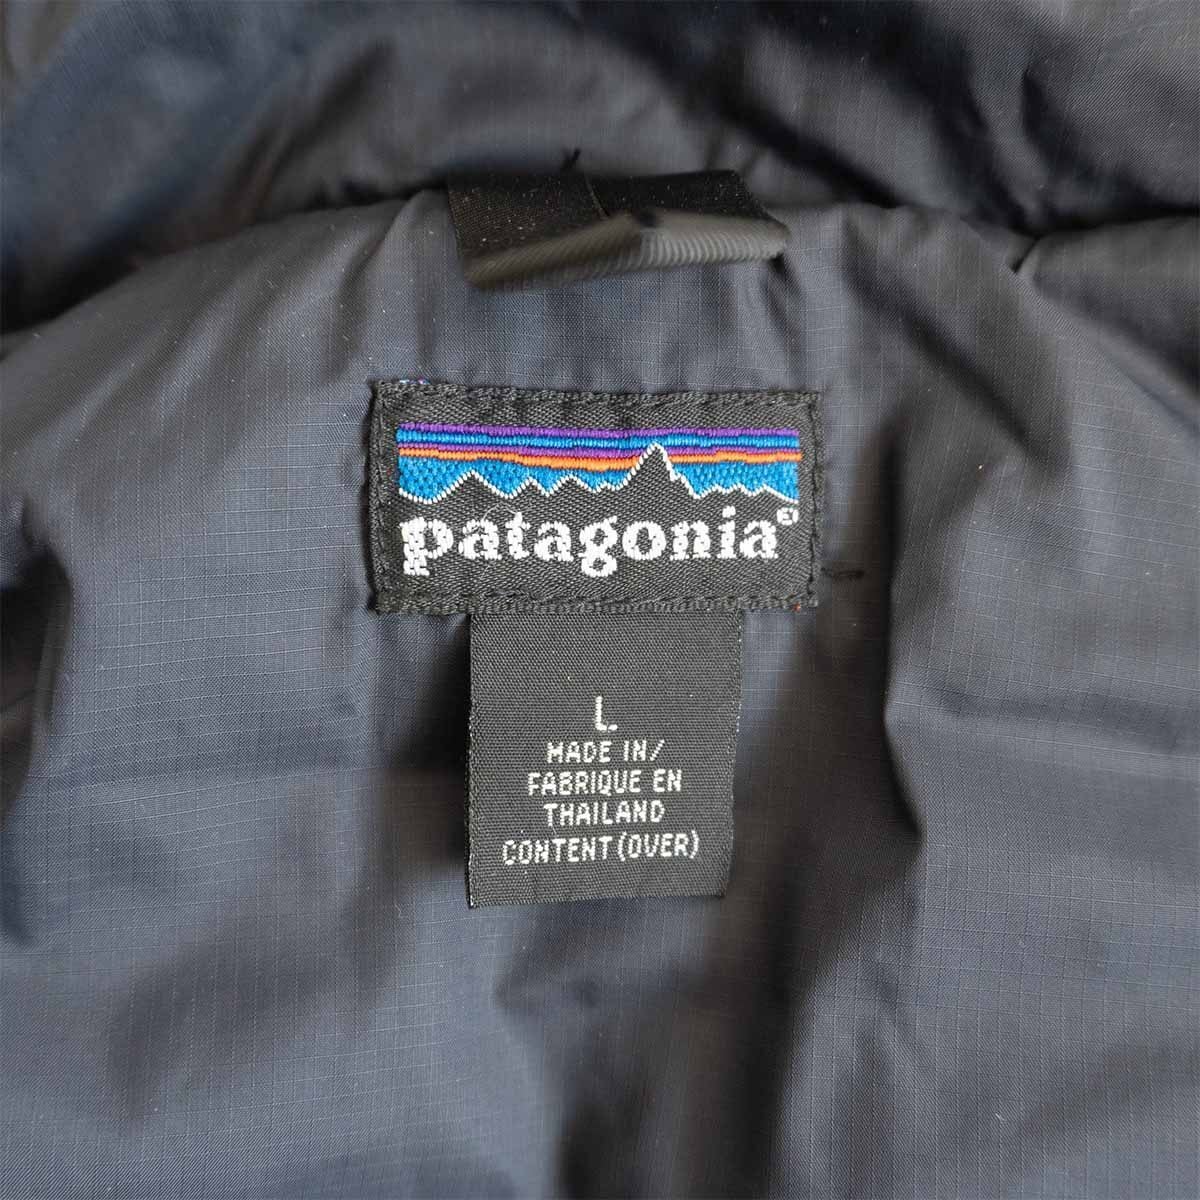 patagonia®
L
MADE IN/
FABRIQUE EN
THAILAND
CONTENT (OVER)